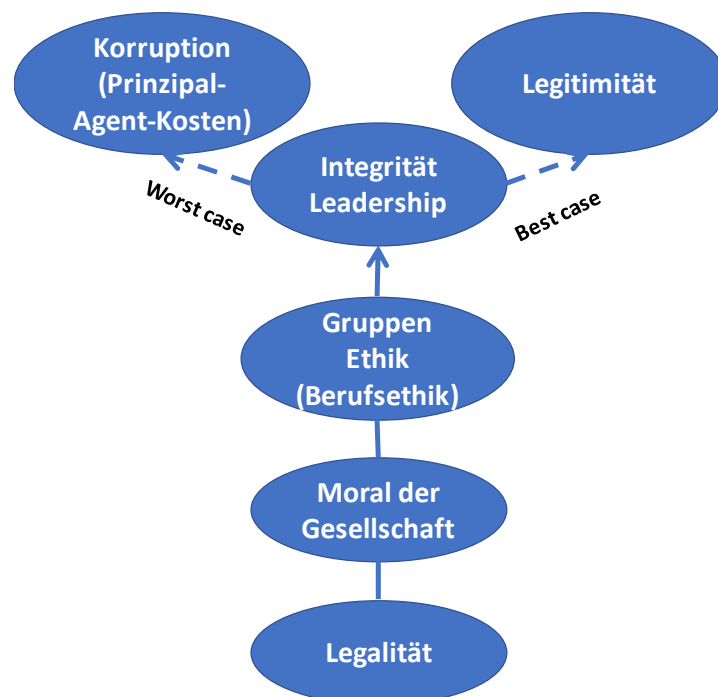 Korruption
(Prinzipal-
Agent-Kosten)
Legitimität
Integrität
Leadership
Worst case
Best case
Gruppen
Ethik
(Berufsethik)
Moral der
Gesellschaft
Legalität